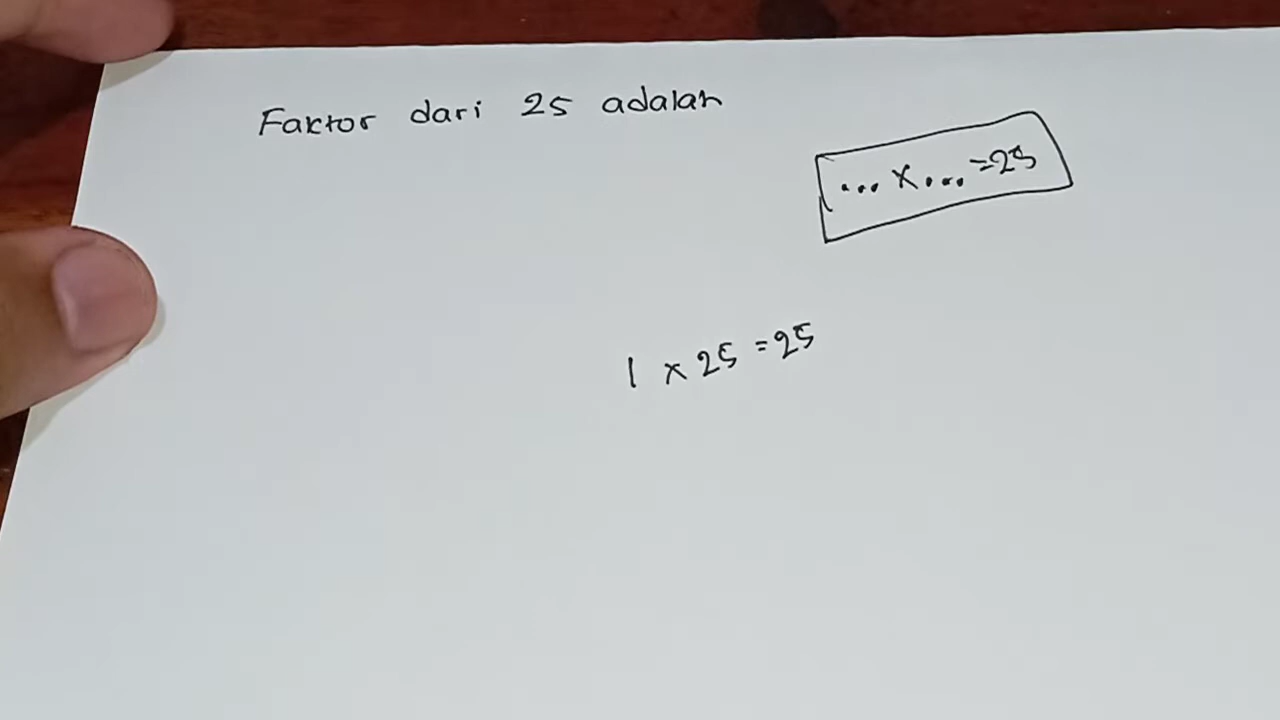 Faktor dari 25 adalah
... x ... = 25
1 x 25 = 25